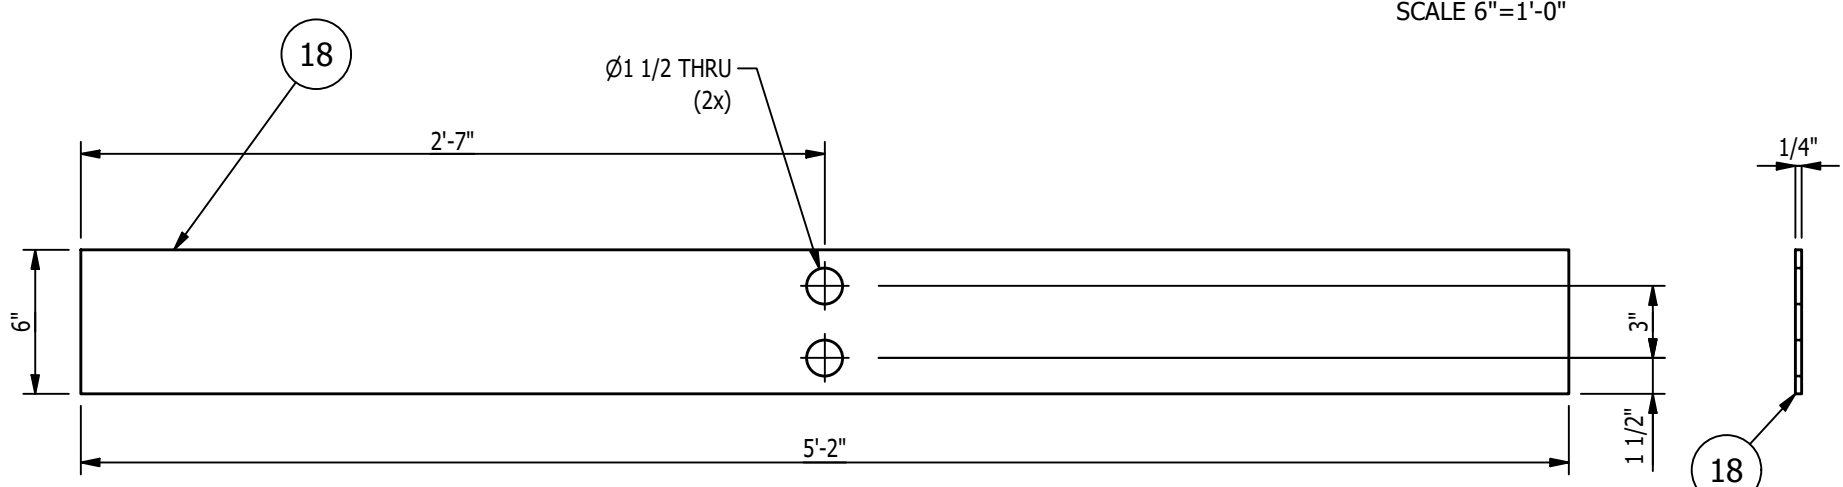 SCALE 6"=1'-0"
18
Ø1 1/2 THRU
(2x)
2'-7"
1/4"
6"
3"
1 1/2"
5'-2"
18